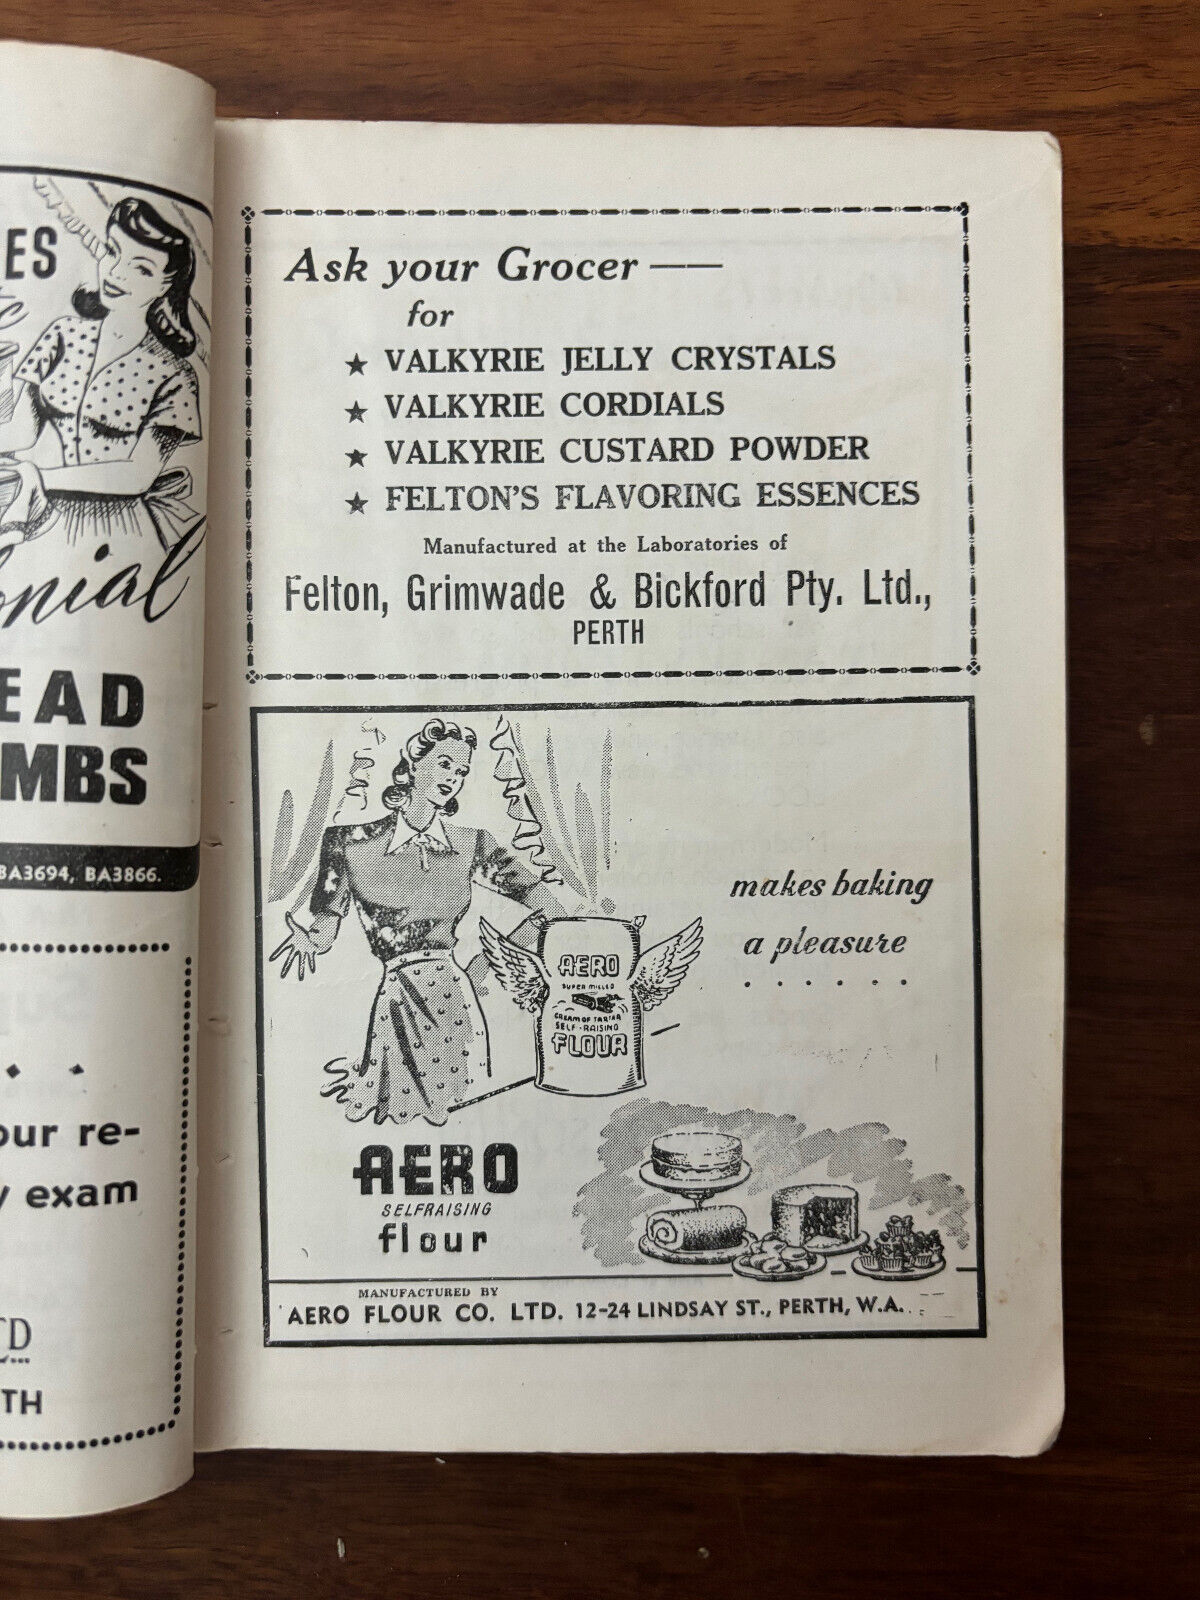 ES
onial
EAD
MBS
BA3694, BA3866.
our re-
y exam
TD
TH
Ask your Grocer ——
for
★ VALKYRIE JELLY CRYSTALS
★ VALKYRIE CORDIALS
★ VALKYRIE CUSTARD POWDER
★ FELTON'S FLAVORING ESSENCES
Manufactured at the Laboratories of
Felton, Grimwade & Bickford Pty. Ltd.,
PERTH
makes baking
a pleasure
. . . . . .
AERO
SUPER MILLED
CREAM OF TARTAR
SELF-RAISING
FLOUR
AERO
SELFRAISING
flour
MANUFACTURED BY
AERO FLOUR CO. LTD. 12-24 LINDSAY ST., PERTH, W.A.